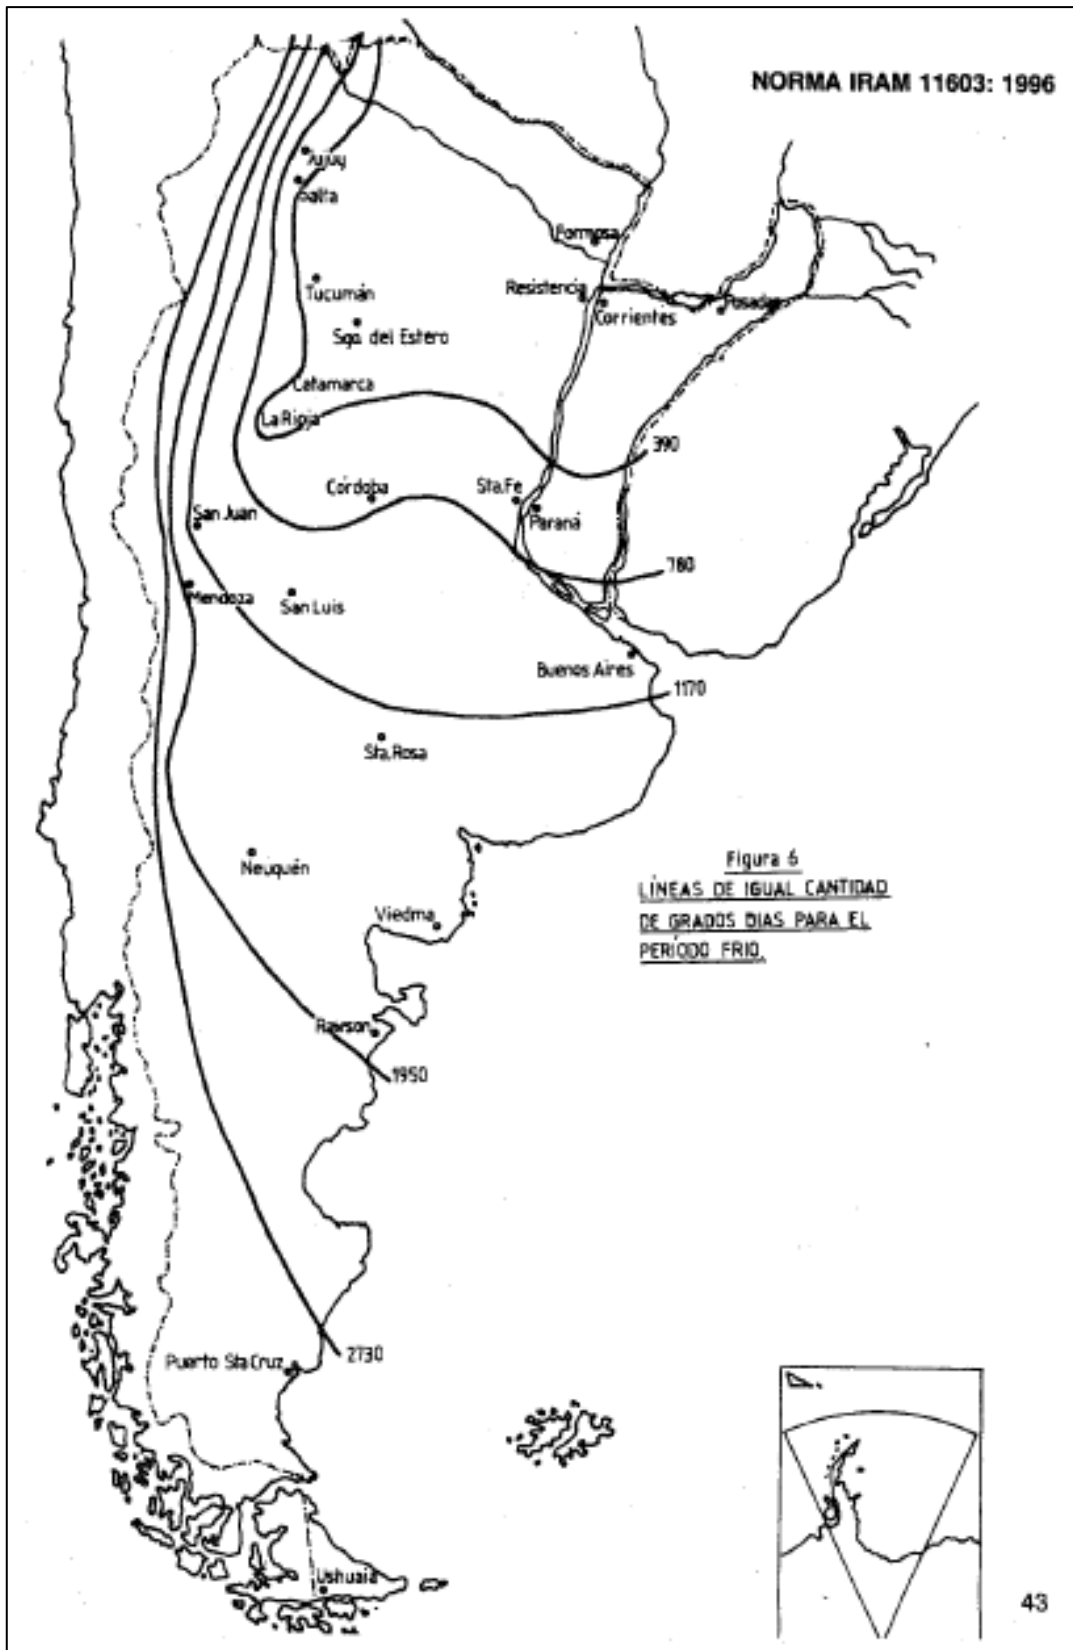 NORMA IRAM 11603: 1996
Jujuy
Salta
Formosa
Tucumán
Resistencia
Corrientes
Posadas
Sgo. del Estero
Catamarca
La Rioja
390
Córdoba
Sta. Fe
Paraná
San Juan
780
Mendoza
San Luis
Buenos Aires
1170
Sta. Rosa
Neuquén
Figura 6
LÍNEAS DE IGUAL CANTIDAD
DE GRADOS DIAS PARA EL
PERÍODO FRIO.
Viedma
Rawson
1950
2730
Puerto Sta Cruz
Ushuaia
43